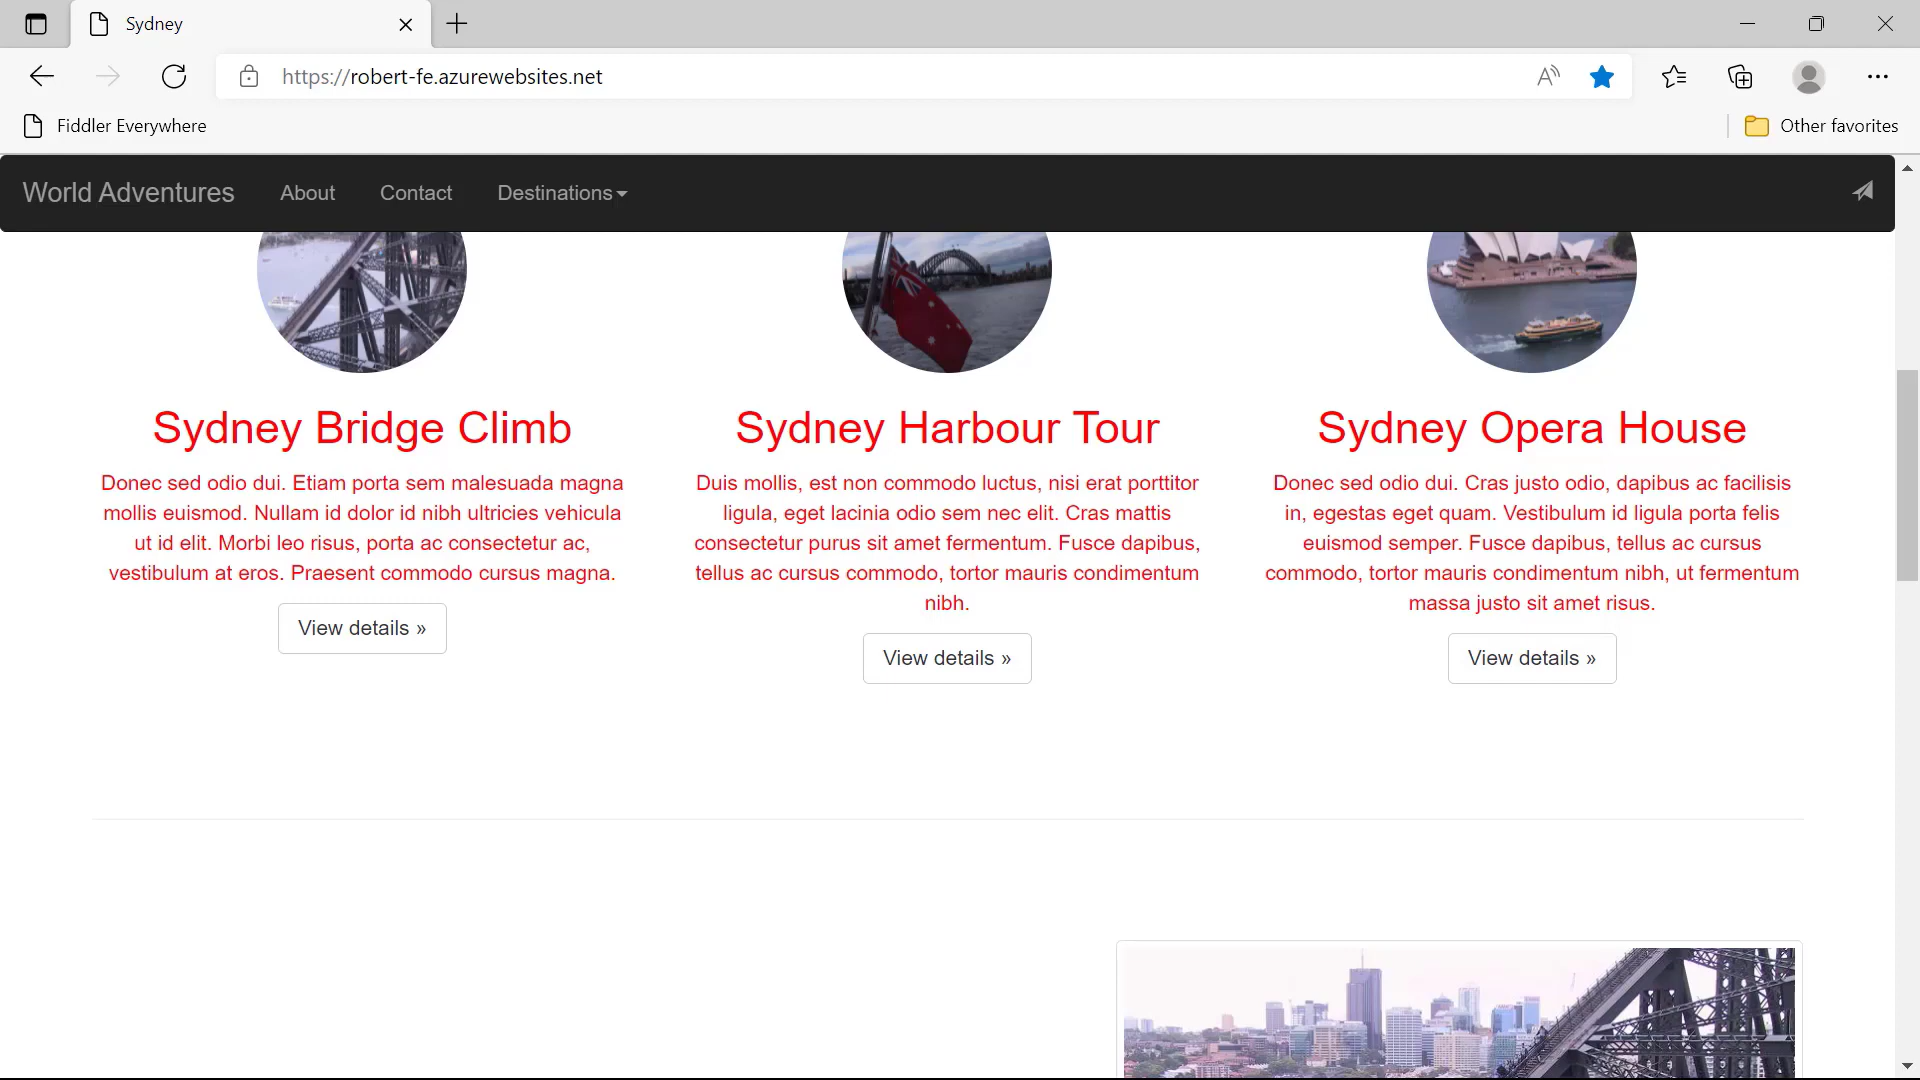 Sydney
https://robert-fe.azurewebsites.net
Fiddler Everywhere
Other favorites
World Adventures About Contact Destinations
Sydney Bridge Climb
Donec sed odio dui. Etiam porta sem malesuada magna
mollis euismod. Nullam id dolor id nibh ultricies vehicula
ut id elit. Morbi leo risus, porta ac consectetur ac,
vestibulum at eros. Praesent commodo cursus magna.
View details »
Sydney Harbour Tour
Duis mollis, est non commodo luctus, nisi erat porttitor
ligula, eget lacinia odio sem nec elit. Cras mattis
consectetur purus sit amet fermentum. Fusce dapibus,
tellus ac cursus commodo, tortor mauris condimentum
nibh.
View details »
Sydney Opera House
Donec sed odio dui. Cras justo odio, dapibus ac facilisis
in, egestas eget quam. Vestibulum id ligula porta felis
euismod semper. Fusce dapibus, tellus ac cursus
commodo, tortor mauris condimentum nibh, ut fermentum
massa justo sit amet risus.
View details »